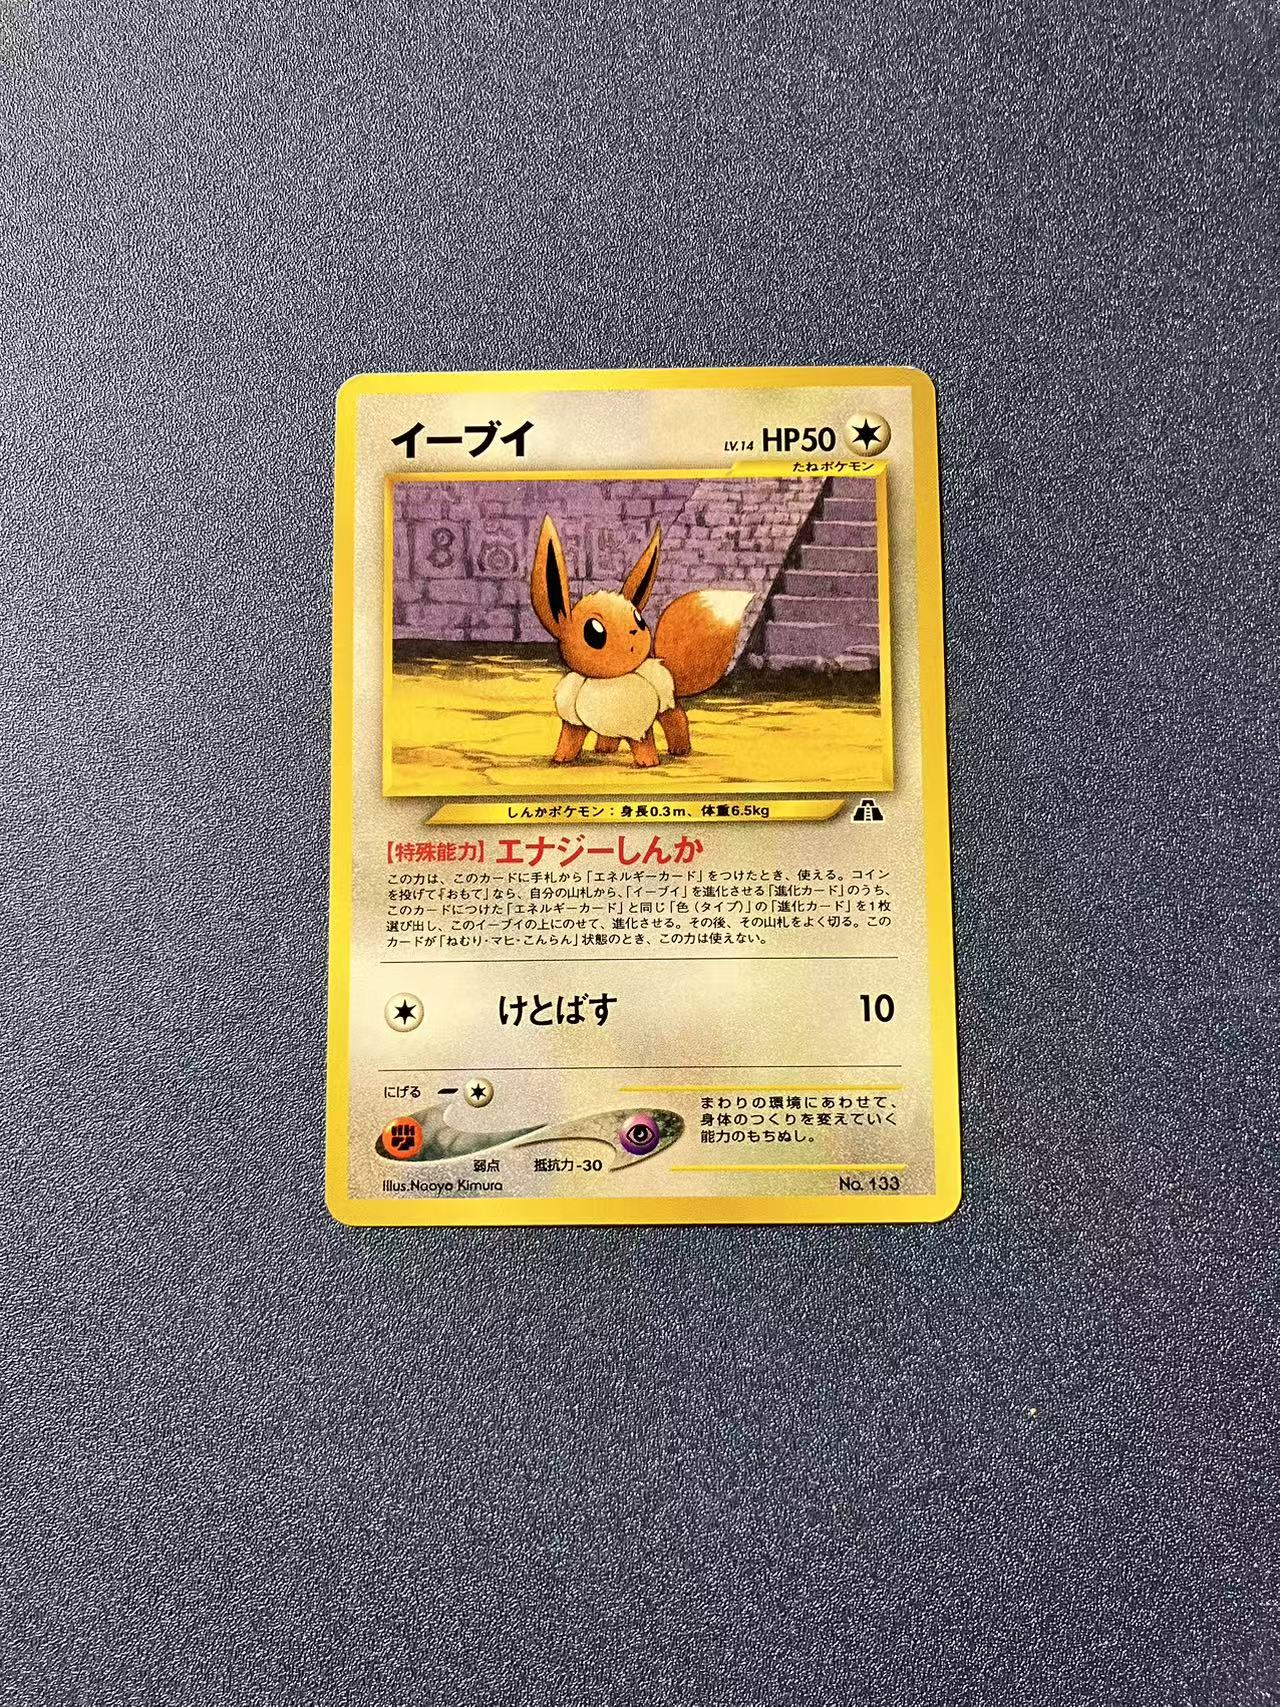 イーブイ
LV.14 HP50
たねポケモン
しんかポケモン：身長0.3m、体重6.5kg
【特殊能力】エナジーしんか
この力は、このカードに手札から「エネルギーカード」をつけたとき、使える。コイン
を投げて『おもて』なら、自分の山札から、「イーブイ」を進化させる「進化カード」のうち、
このカードにつけた「エネルギーカード」と同じ「色（タイプ）」の「進化カード」を1枚
選び出し、このイーブイの上にのせて、進化させる。その後、その山札をよく切る。この
カードが「ねむり・マヒ・こんらん」状態のとき、この力は使えない。
けとばす 10
にげる
まわりの環境にあわせて、
身体のつくりを変えていく
能力のもちぬし。
弱点 抵抗力-30
Illus.Naoyo Kimura
No. 133